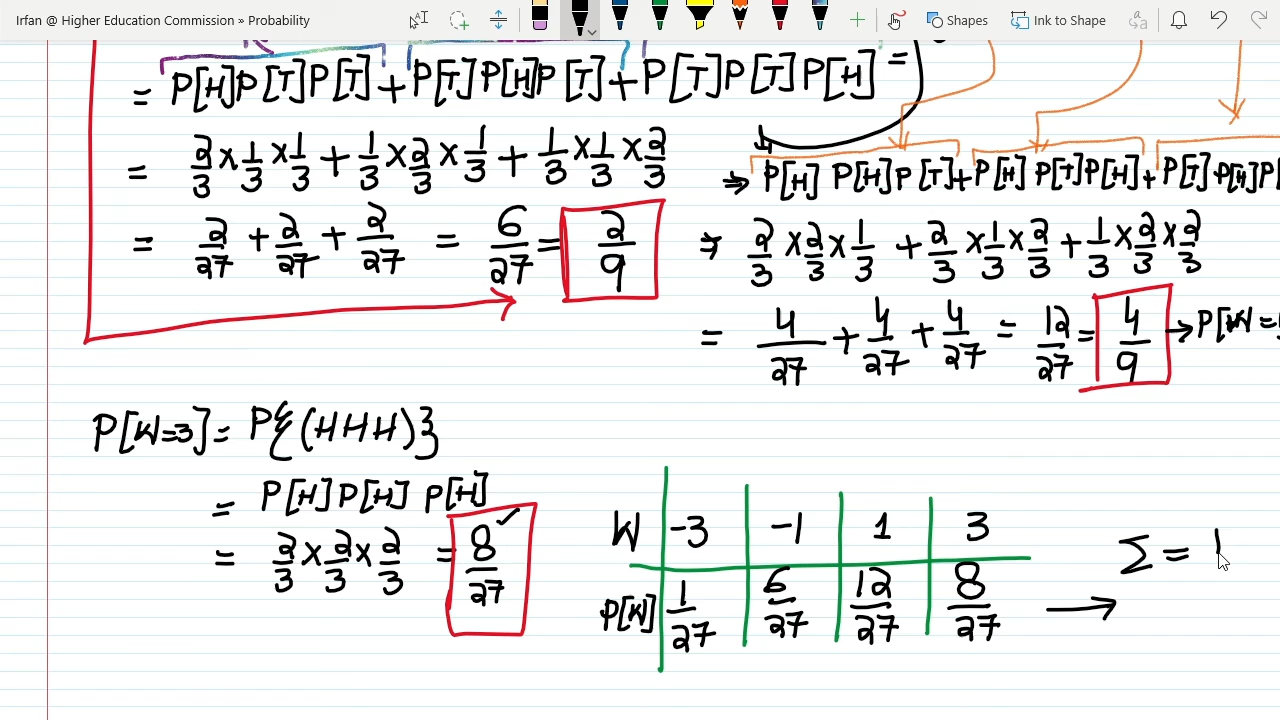 Irfan @ Higher Education Commission » Probability
Shapes
Ink to Shape
= P[H]P[T]P[T] + P[T]P[H]P[T] + P[T]P[T]P[H] =
= 2/3 × 1/3 × 1/3 + 1/3 × 2/3 × 1/3 + 1/3 × 1/3 × 2/3
= 2/27 + 2/27 + 2/27 = 6/27 = 2/9
⇒ P[H] P[H] P[T] + P[H] P[T] P[H] + P[T] P[H] P[
⇒ 2/3 × 2/3 × 1/3 + 2/3 × 1/3 × 2/3 + 1/3 × 2/3 × 2/3
= 4/27 + 4/27 + 4/27 = 12/27 = 4/9 → P[W=
P[W=3] = P{(HHH)}
= P[H] P[H] P[H]
= 2/3 × 2/3 × 2/3 = 8/27 ✓
W -3 -1 1 3
P[W] 1/27 6/27 12/27 8/27 →
Σ = 1